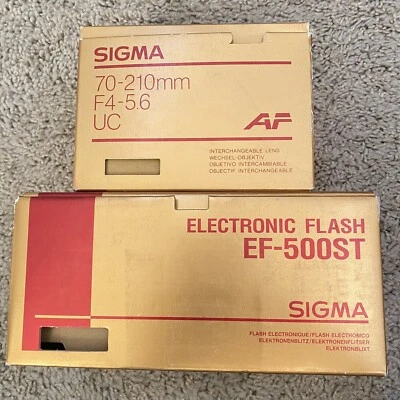 SIGMA
70-210mm
F4-5.6
UC
AF
INTERCHANGEABLE LENS
WECHSEL-OBJEKTIV
OBJETIVO INTERCAMBIABLE
OBJECTIF INTERCHANGEABLE
ELECTRONIC FLASH
EF-500ST
SIGMA
FLASH ELECTRONIQUE/FLASH ELECTRONICO
ELEKTRONENBLITZ/ELEKTRONENFLITSER
ELEKTRONBLIXT